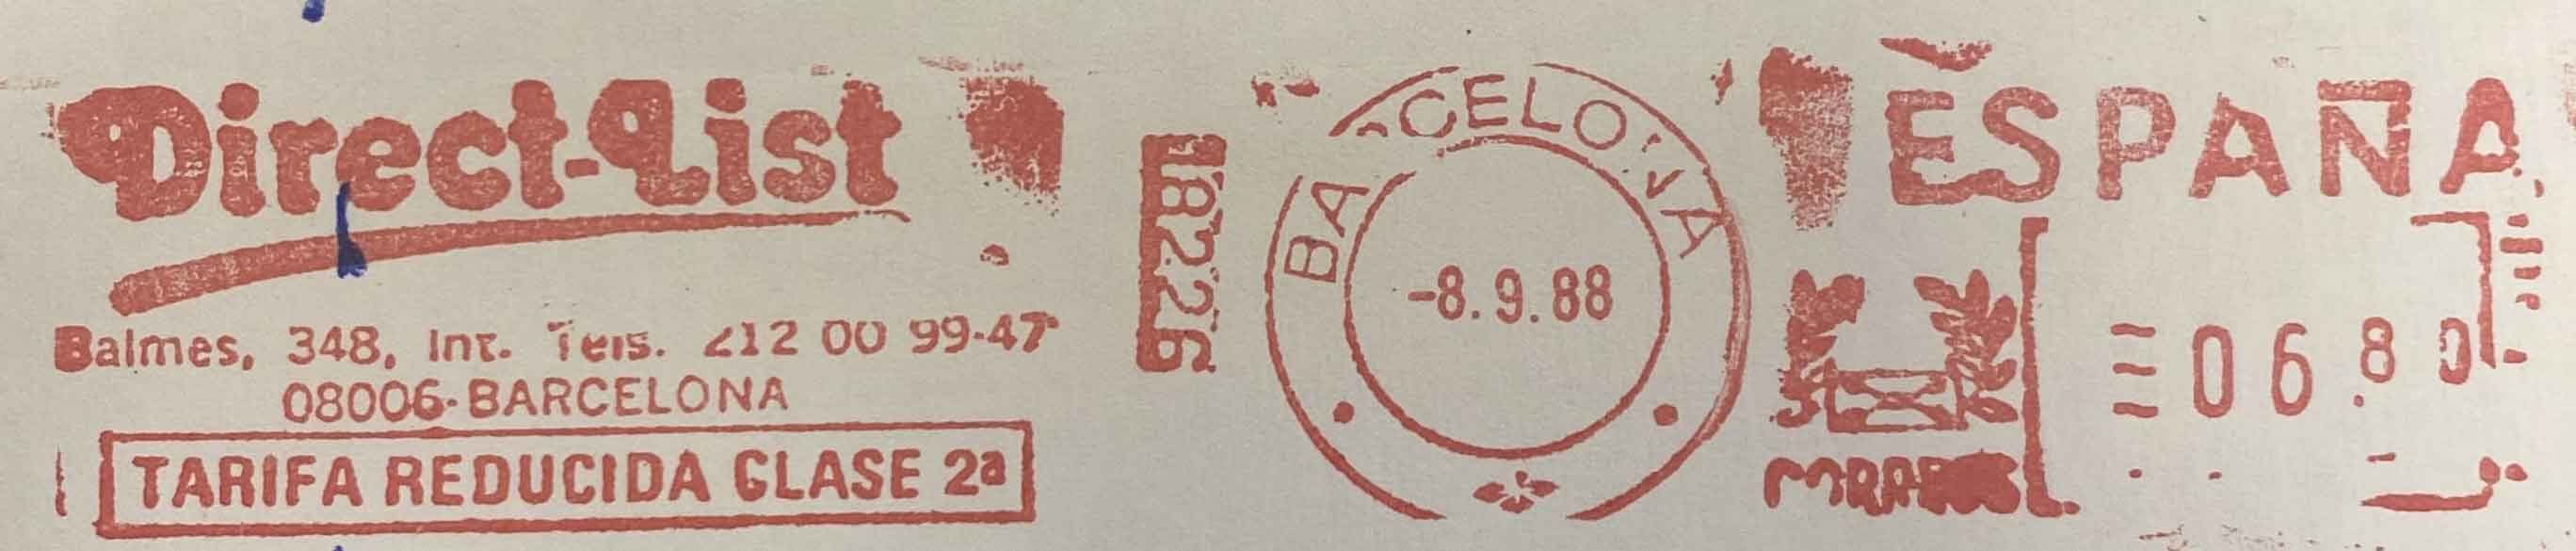 Direct-List
Balmes, 348, Int. Tels. 212 00 99-47
08006-BARCELONA
TARIFA REDUCIDA CLASE 2ª
18226
BARCELONA
-8.9.88
ESPAÑA
CORREOS
≡06.80